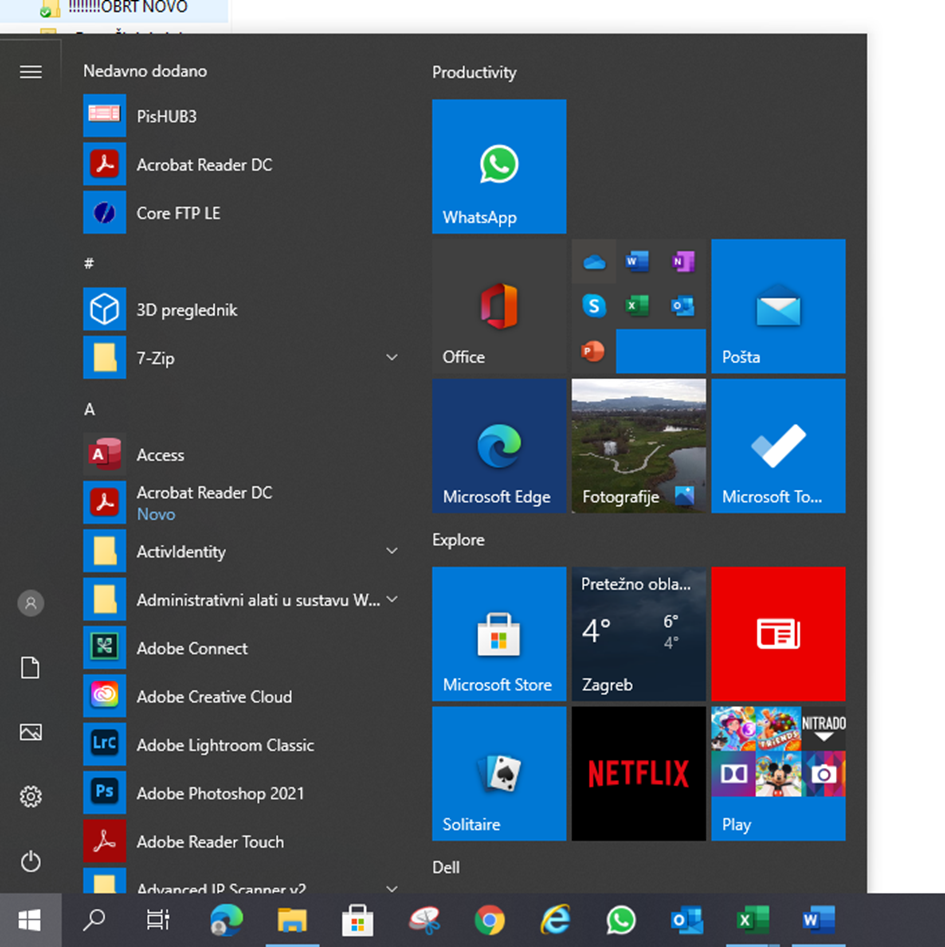 !!!!!!!!OBRT NOVO
Nedavno dodano
PisHUB3
Acrobat Reader DC
Core FTP LE
#
3D preglednik
7-Zip
A
Access
Acrobat Reader DC
Novo
ActivIdentity
Administrativni alati u sustavu W...
Adobe Connect
Adobe Creative Cloud
Adobe Lightroom Classic
Adobe Photoshop 2021
Adobe Reader Touch
Advanced IP Scanner v2
Productivity
WhatsApp
Office
Pošta
Microsoft Edge
Fotografije
Microsoft To...
Explore
Microsoft Store
Pretežno obla...
4° 6°
4°
Zagreb
Solitaire
NETFLIX
FRIENDS
NITRADO
Play
Dell
LrC
Ps